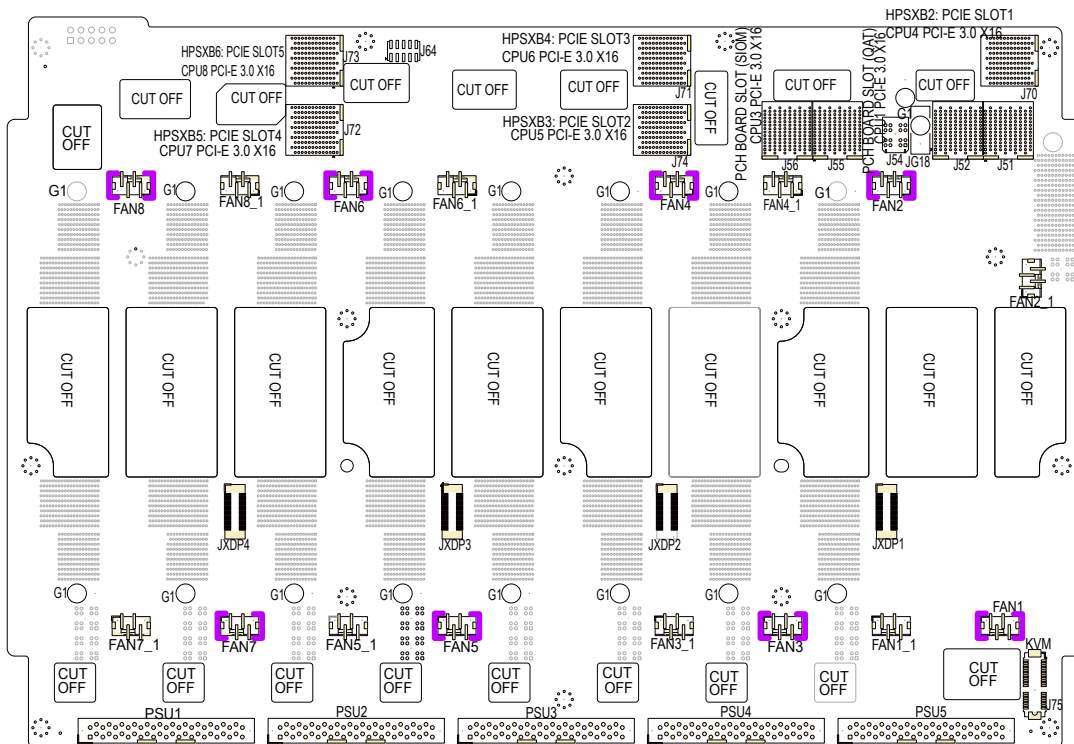 HPSXB2: PCIE SLOT1
CPU4 PCI-E 3.0 X16
HPSXB6: PCIE SLOT5
CPU8 PCI-E 3.0 X16
J73
J64
HPSXB4: PCIE SLOT3
CPU6 PCI-E 3.0 X16
J71
J70
CUT OFF
CUT OFF
CUT OFF
CUT OFF
CUT OFF
CUT OFF
CUT OFF
CUT OFF
CUT
OFF
HPSXB5: PCIE SLOT4
CPU7 PCI-E 3.0 X16
J72
HPSXB3: PCIE SLOT2
CPU5 PCI-E 3.0 X16
J74
PCH BOARD SLOT (SIOM)
CPU3 PCI-E 3.0 X16
PCH BOARD SLOT (QAT)
CPU1 PCI-E 3.0 X16
G1
J56
J55
J54
JG18
J52
J51
G1
FAN8
G1
FAN8_1
G1
FAN6
G1
FAN6_1
G1
G1
FAN4
G1
FAN4_1
G1
FAN2
FAN2_1
CUT OFF
CUT OFF
CUT OFF
CUT OFF
CUT OFF
CUT OFF
CUT OFF
CUT OFF
CUT OFF
CUT OFF
JXDP4
JXDP3
JXDP2
JXDP1
G1
G1
G1
G1
G1
G1
G1
G1
FAN7_1
FAN7
FAN5_1
FAN5
FAN3_1
FAN3
FAN1_1
FAN1
KVM
J75
CUT
OFF
CUT
OFF
CUT
OFF
CUT
OFF
CUT
OFF
CUT
OFF
CUT
OFF
CUT
OFF
CUT
OFF
PSU1
PSU2
PSU3
PSU4
PSU5